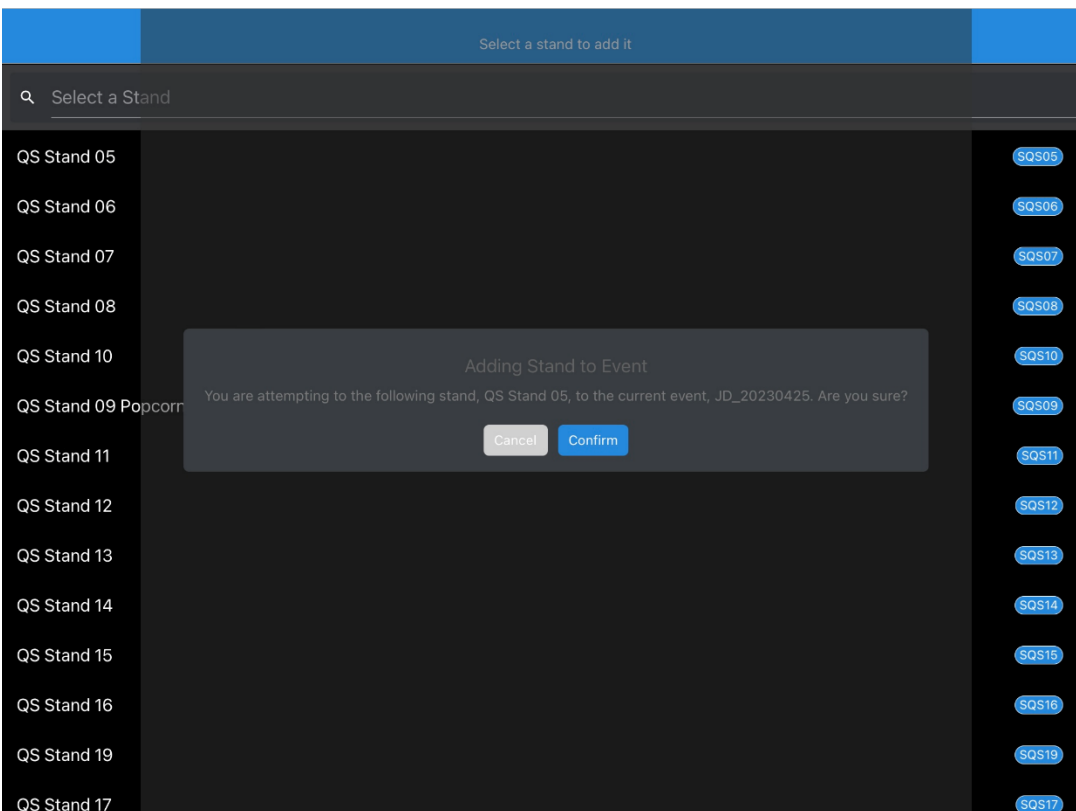 Select a stand to add it
Select a Stand
QS Stand 05 SQS05
QS Stand 06 SQS06
QS Stand 07 SQS07
QS Stand 08 SQS08
QS Stand 10 SQS10
QS Stand 09 Popcorn SQS09
QS Stand 11 SQS11
QS Stand 12 SQS12
QS Stand 13 SQS13
QS Stand 14 SQS14
QS Stand 15 SQS15
QS Stand 16 SQS16
QS Stand 19 SQS19
QS Stand 17 SQS17
Adding Stand to Event
You are attempting to the following stand, QS Stand 05, to the current event, JD_20230425. Are you sure?
Cancel Confirm